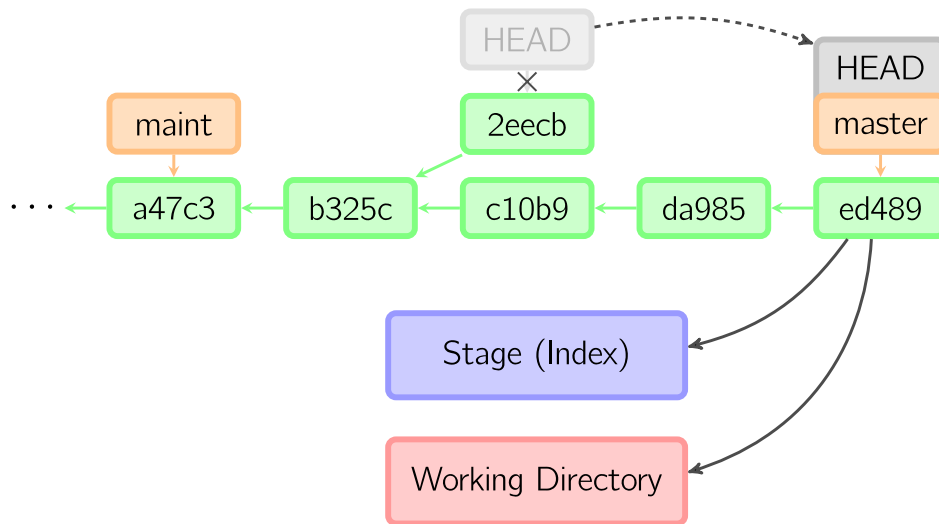 HEAD
HEAD
maint
2eecb
master
...
a47c3
b325c
c10b9
da985
ed489
Stage (Index)
Working Directory